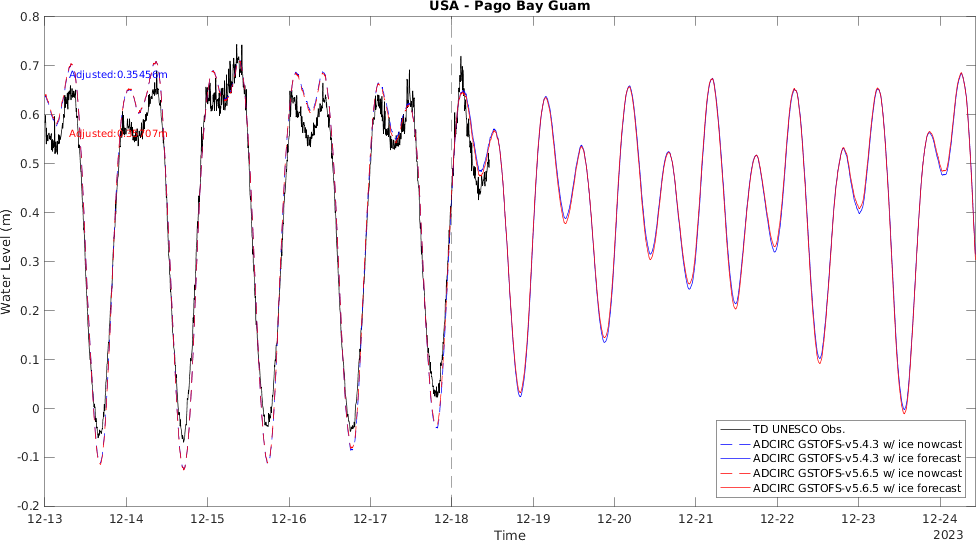 USA - Pago Bay Guam
0.8
0.7
0.6
0.5
0.4
0.3
0.2
0.1
0
-0.1
-0.2
Water Level (m)
Adjusted:0.35456m
TD UNESCO Obs.
ADCIRC GSTOFS-v5.4.3 w/ ice nowcast
ADCIRC GSTOFS-v5.4.3 w/ ice forecast
ADCIRC GSTOFS-v5.6.5 w/ ice nowcast
ADCIRC GSTOFS-v5.6.5 w/ ice forecast
12-13
12-14
12-15
12-16
12-17
12-18
12-19
12-20
12-21
12-22
12-23
12-24
Time
2023